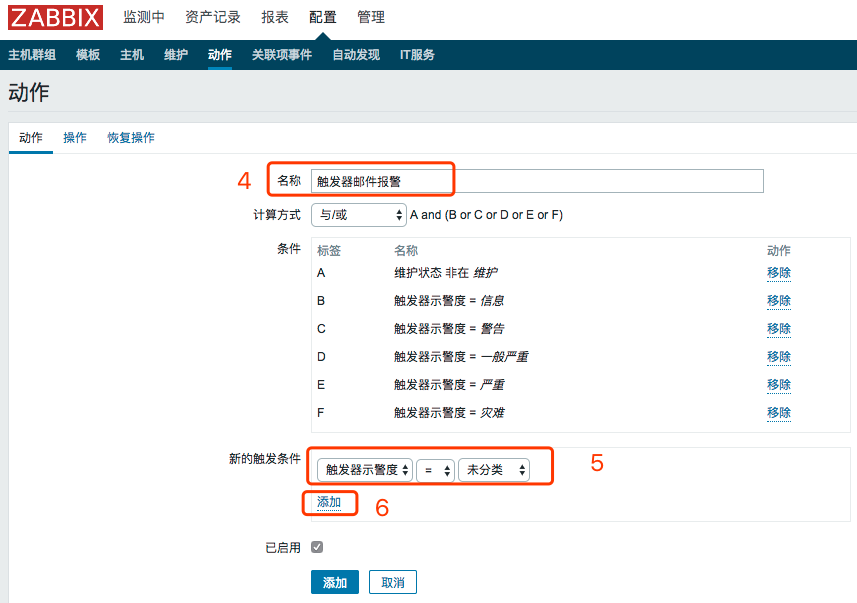 ZABBIX 监测中 资产记录 报表 配置 管理
主机群组 模板 主机 维护 动作 关联项事件 自动发现 IT服务
动作
动作 操作 恢复操作
4 名称 触发器邮件报警
计算方式 与/或 A and (B or C or D or E or F)
条件 标签 名称 动作
A 维护状态 非在 维护 移除
B 触发器示警度 = 信息 移除
C 触发器示警度 = 警告 移除
D 触发器示警度 = 一般严重 移除
E 触发器示警度 = 严重 移除
F 触发器示警度 = 灾难 移除
新的触发条件 触发器示警度 = 未分类 5
添加 6
已启用
添加 取消